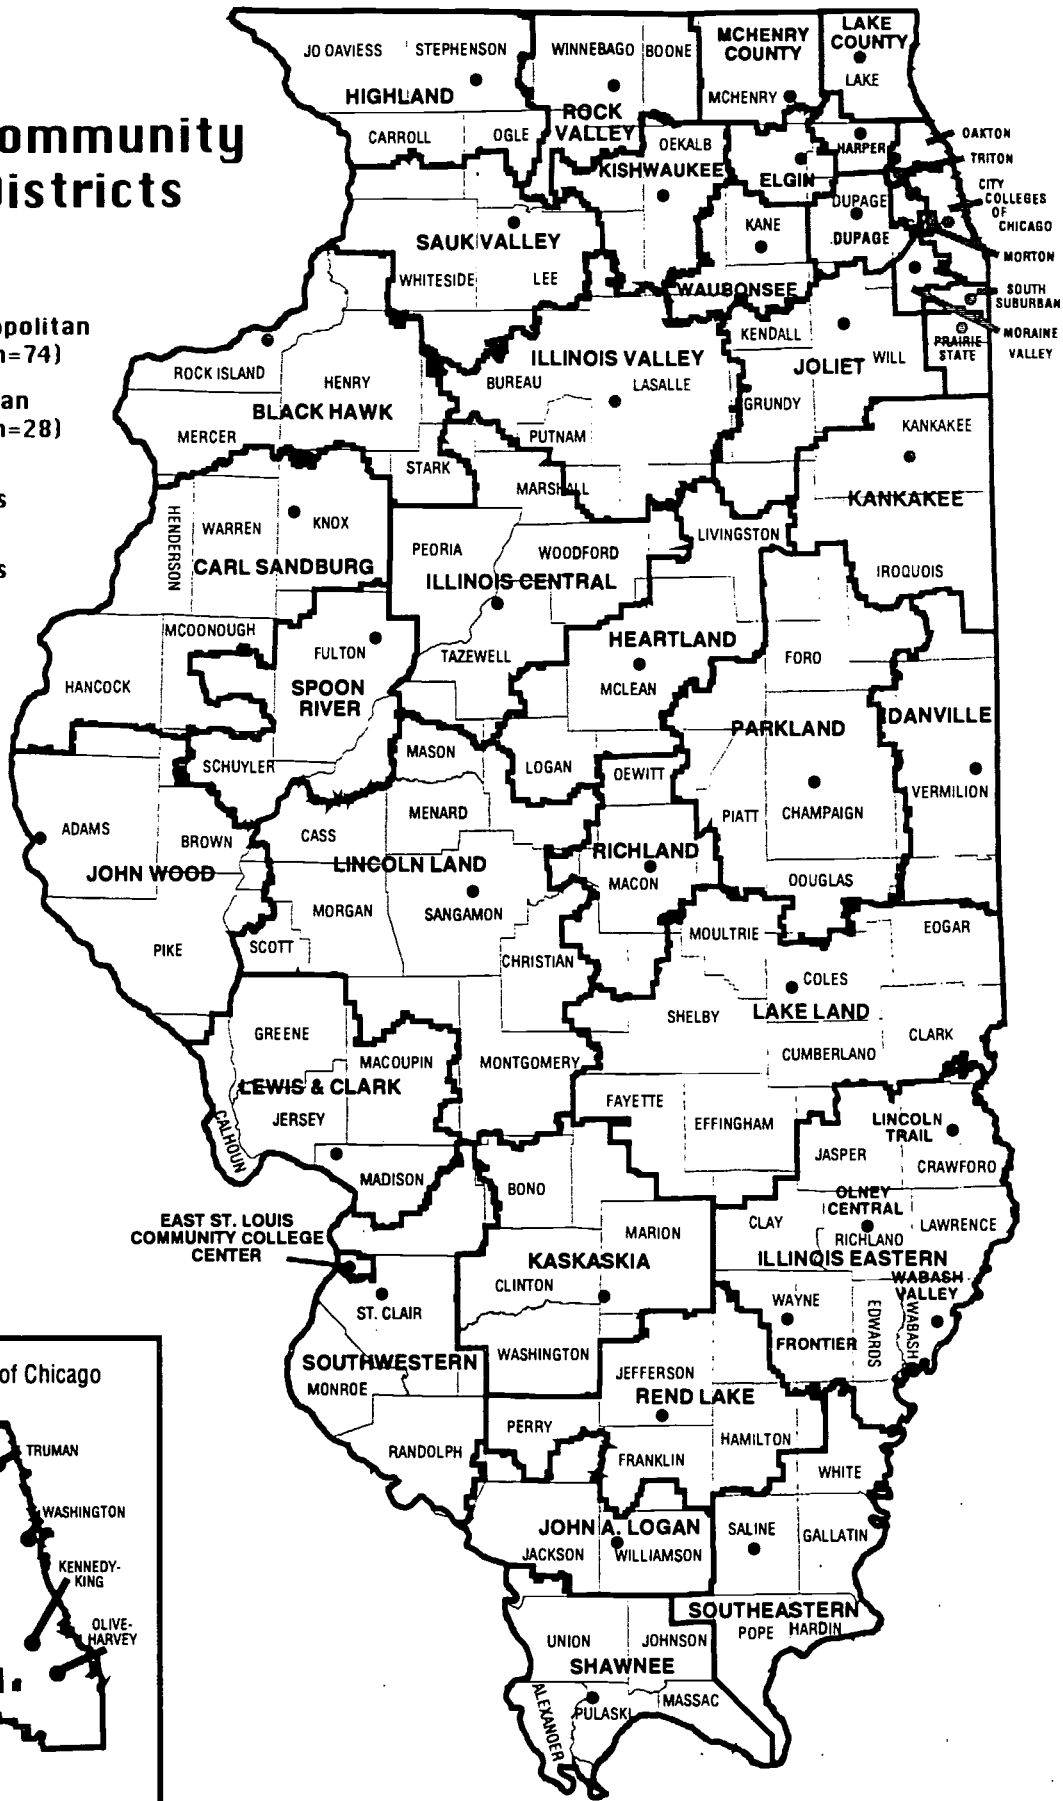 ommunity
Districts
opolitan
n=74)
an
n=28)
s
s
JO DAVIESS
STEPHENSON
HIGHLAND
CARROLL
OGLE
WINNEBAGO
BOONE
ROCK
VALLEY
MCHENRY
COUNTY
MCHENRY
LAKE
COUNTY
LAKE
DEKALB
KISHWAUKEE
ELGIN
HARPER
OAKTON
TRITON
CITY
COLLEGES
OF
CHICAGO
MORTON
SOUTH
SUBURBAN
MORAINE
VALLEY
PRAIRIE
STATE
DUPAGE
DUPAGE
KANE
WAUBONSEE
SAUK VALLEY
WHITESIDE
LEE
KENDALL
JOLIET
WILL
GRUNDY
ILLINOIS VALLEY
BUREAU
LASALLE
PUTNAM
MARSHALL
ROCK ISLAND
HENRY
BLACK HAWK
MERCER
STARK
KANKAKEE
KANKAKEE
IROQUOIS
LIVINGSTON
HENDERSON
WARREN
KNOX
CARL SANDBURG
PEORIA
WOODFORD
ILLINOIS CENTRAL
TAZEWELL
HEARTLAND
MCLEAN
FORD
MCDONOUGH
FULTON
SPOON
RIVER
HANCOCK
SCHUYLER
MASON
LOGAN
DEWITT
PARKLAND
DANVILLE
VERMILION
PIATT
CHAMPAIGN
DOUGLAS
ADAMS
BROWN
JOHN WOOD
PIKE
CASS
MENARD
LINCOLN LAND
MORGAN
SANGAMON
SCOTT
CHRISTIAN
RICHLAND
MACON
MOULTRIE
EDGAR
COLES
LAKE LAND
SHELBY
CUMBERLAND
CLARK
GREENE
MACOUPIN
LEWIS & CLARK
JERSEY
CALHOUN
MADISON
MONTGOMERY
FAYETTE
EFFINGHAM
LINCOLN
TRAIL
JASPER
CRAWFORD
BOND
MARION
CLAY
OLNEY
CENTRAL
RICHLAND
LAWRENCE
ILLINOIS EASTERN
WABASH
VALLEY
EAST ST. LOUIS
COMMUNITY COLLEGE
CENTER
KASKASKIA
CLINTON
ST. CLAIR
WAYNE
FRONTIER
EDWARDS
WABASH
SOUTHWESTERN
MONROE
WASHINGTON
JEFFERSON
REND LAKE
PERRY
RANDOLPH
FRANKLIN
HAMILTON
WHITE
JOHN A. LOGAN
JACKSON
WILLIAMSON
SALINE
GALLATIN
SOUTHEASTERN
POPE
HARDIN
UNION
JOHNSON
SHAWNEE
ALEXANDER
PULASKI
MASSAC
of Chicago
TRUMAN
WASHINGTON
KENNEDY-
KING
OLIVE-
HARVEY